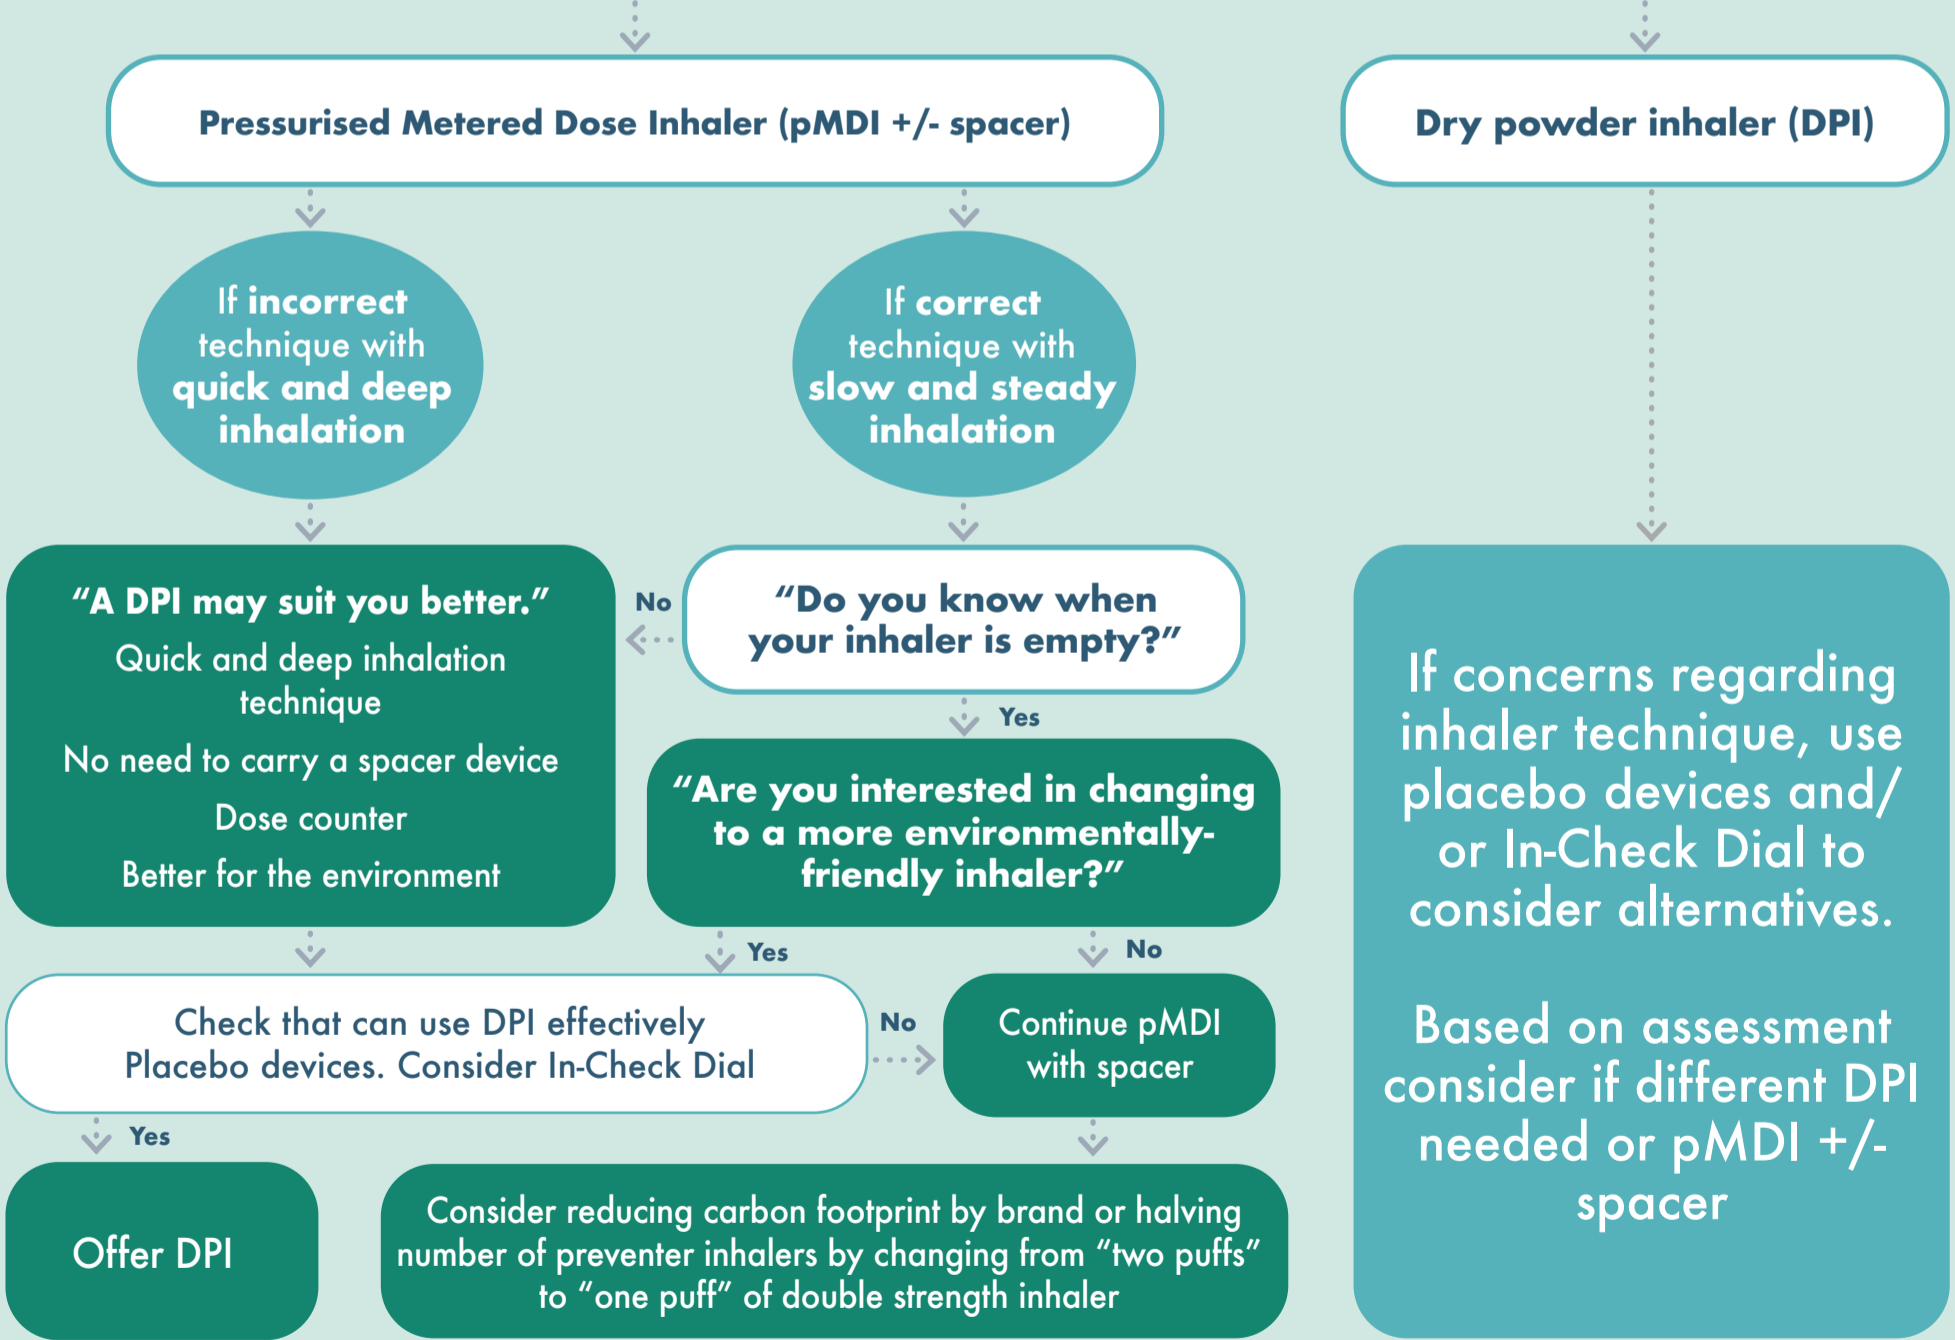 Pressurised Metered Dose Inhaler (pMDI +/- spacer)
Dry powder inhaler (DPI)
If incorrect
technique with
quick and deep
inhalation
If correct
technique with
slow and steady
inhalation
“A DPI may suit you better.”
Quick and deep inhalation
technique
No need to carry a spacer device
Dose counter
Better for the environment
No
“Do you know when
your inhaler is empty?”
Yes
“Are you interested in changing
to a more environmentally-
friendly inhaler?”
Yes
No
Check that can use DPI effectively
Placebo devices. Consider In-Check Dial
No
Continue pMDI
with spacer
Yes
Offer DPI
Consider reducing carbon footprint by brand or halving
number of preventer inhalers by changing from “two puffs”
to “one puff” of double strength inhaler
If concerns regarding
inhaler technique, use
placebo devices and/
or In-Check Dial to
consider alternatives.
Based on assessment
consider if different DPI
needed or pMDI +/-
spacer